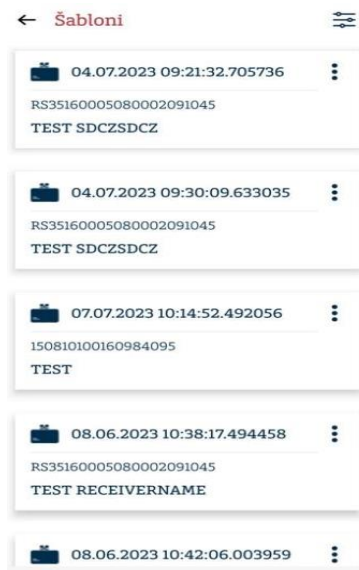 Šabloni
04.07.2023 09:21:32.705736
RS35160005080002091045
TEST SDCZSDCZ
04.07.2023 09:30:09.633035
RS35160005080002091045
TEST SDCZSDCZ
07.07.2023 10:14:52.492056
150810100160984095
TEST
08.06.2023 10:38:17.494458
RS35160005080002091045
TEST RECEIVERNAME
08.06.2023 10:42:06.003959